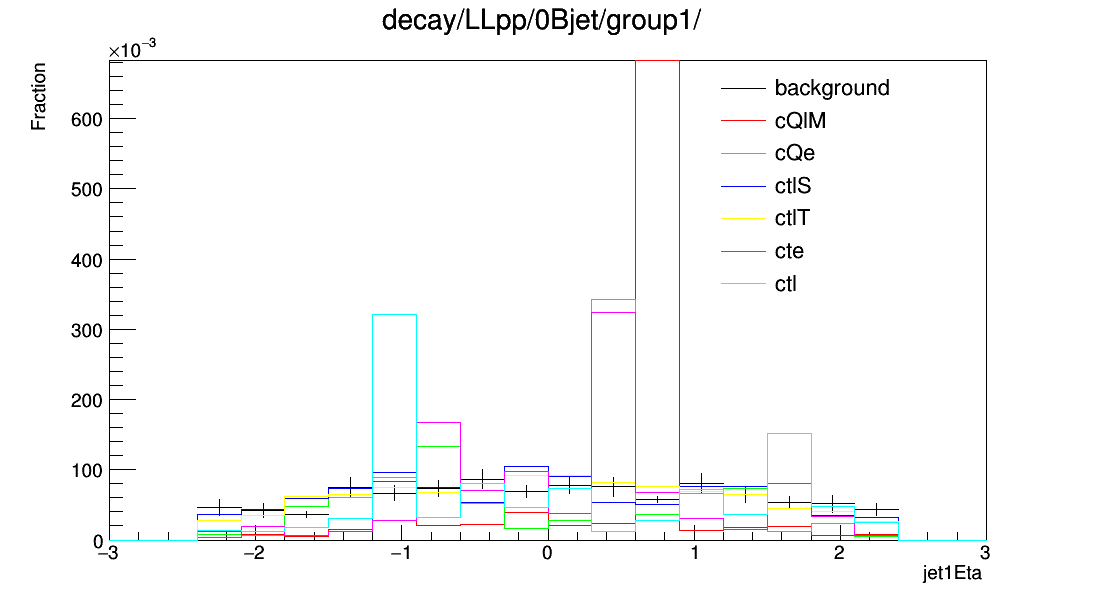 decay/LLpp/0Bjet/group1/
×10⁻³
Fraction
600
500
400
300
200
100
0
background
cQlM
cQe
ctlS
ctlT
cte
ctl
−3 −2 −1 0 1 2 3
jet1Eta